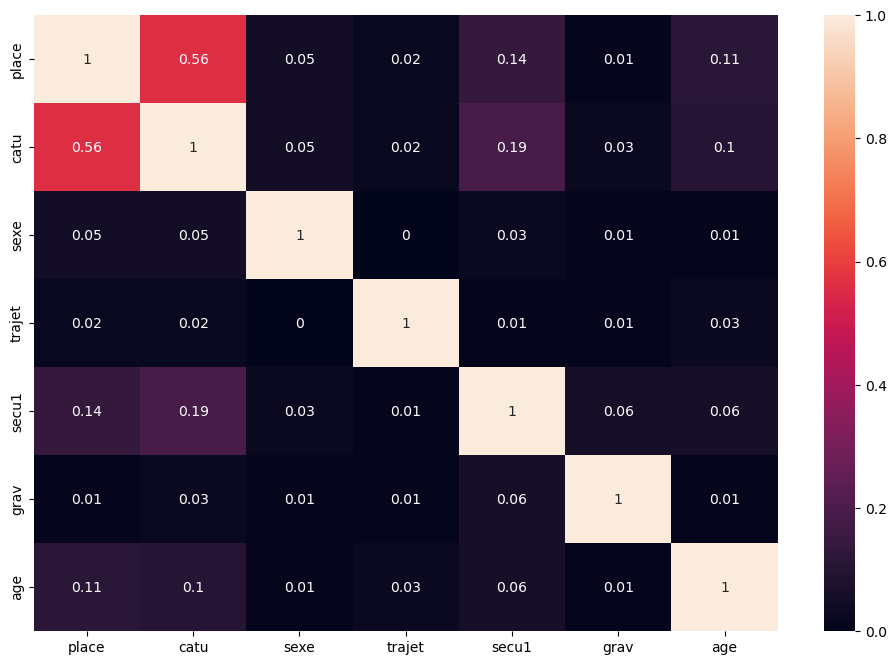 place 1 0.56 0.05 0.02 0.14 0.01 0.11
catu 0.56 1 0.05 0.02 0.19 0.03 0.1
sexe 0.05 0.05 1 0 0.03 0.01 0.01
trajet 0.02 0.02 0 1 0.01 0.01 0.03
secu1 0.14 0.19 0.03 0.01 1 0.06 0.06
grav 0.01 0.03 0.01 0.01 0.06 1 0.01
age 0.11 0.1 0.01 0.03 0.06 0.01 1
place catu sexe trajet secu1 grav age
1.0
0.8
0.6
0.4
0.2
0.0